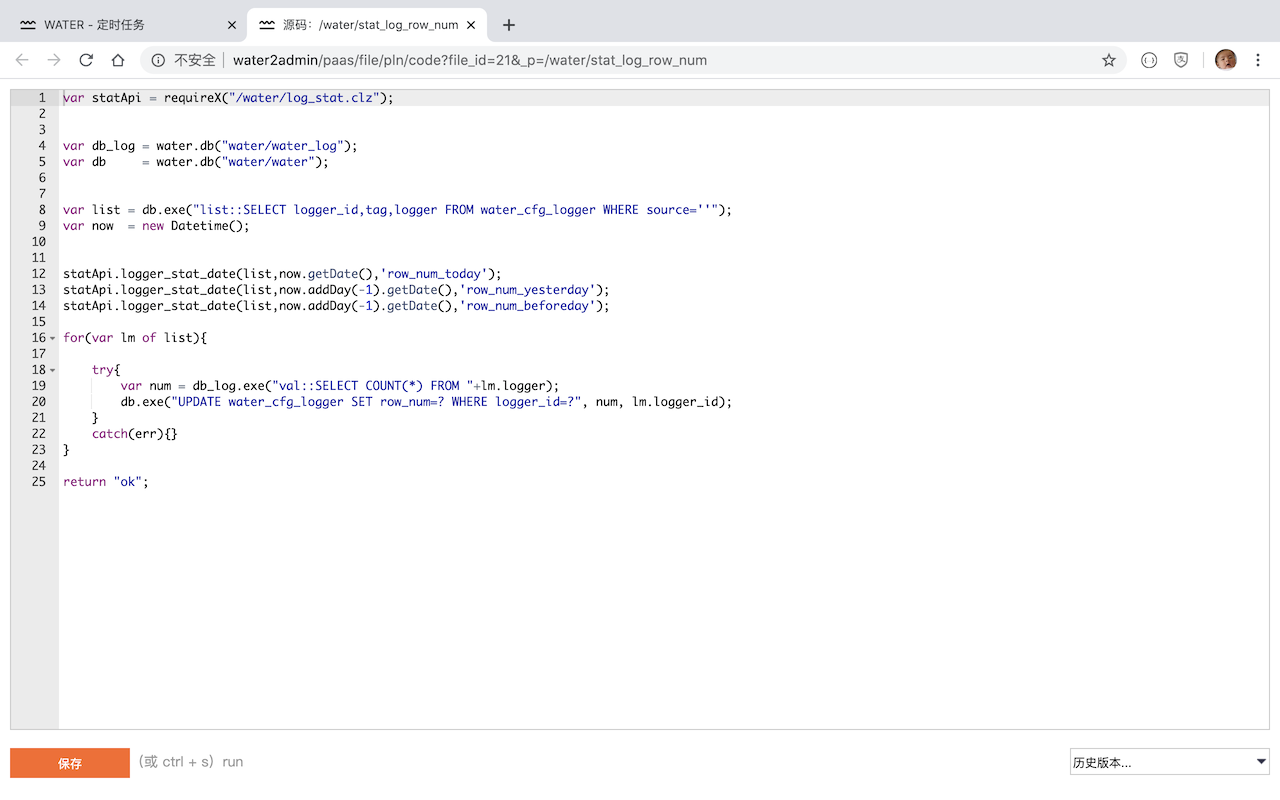 WATER - 定时任务
源码：/water/stat_log_row_num
不安全 water2admin/paas/file/pln/code?file_id=21&_p=/water/stat_log_row_num
1 var statApi = requireX("/water/log_stat.clz");
2
3
4 var db_log = water.db("water/water_log");
5 var db     = water.db("water/water");
6
7
8 var list = db.exe("list::SELECT logger_id,tag,logger FROM water_cfg_logger WHERE source=''");
9 var now  = new Datetime();
10
11
12 statApi.logger_stat_date(list,now.getDate(),'row_num_today');
13 statApi.logger_stat_date(list,now.addDay(-1).getDate(),'row_num_yesterday');
14 statApi.logger_stat_date(list,now.addDay(-1).getDate(),'row_num_beforeday');
15
16 for(var lm of list){
17
18     try{
19         var num = db_log.exe("val::SELECT COUNT(*) FROM "+lm.logger);
20         db.exe("UPDATE water_cfg_logger SET row_num=? WHERE logger_id=?", num, lm.logger_id);
21     }
22     catch(err){}
23 }
24
25 return "ok";
保存 (或 ctrl + s) run 历史版本...